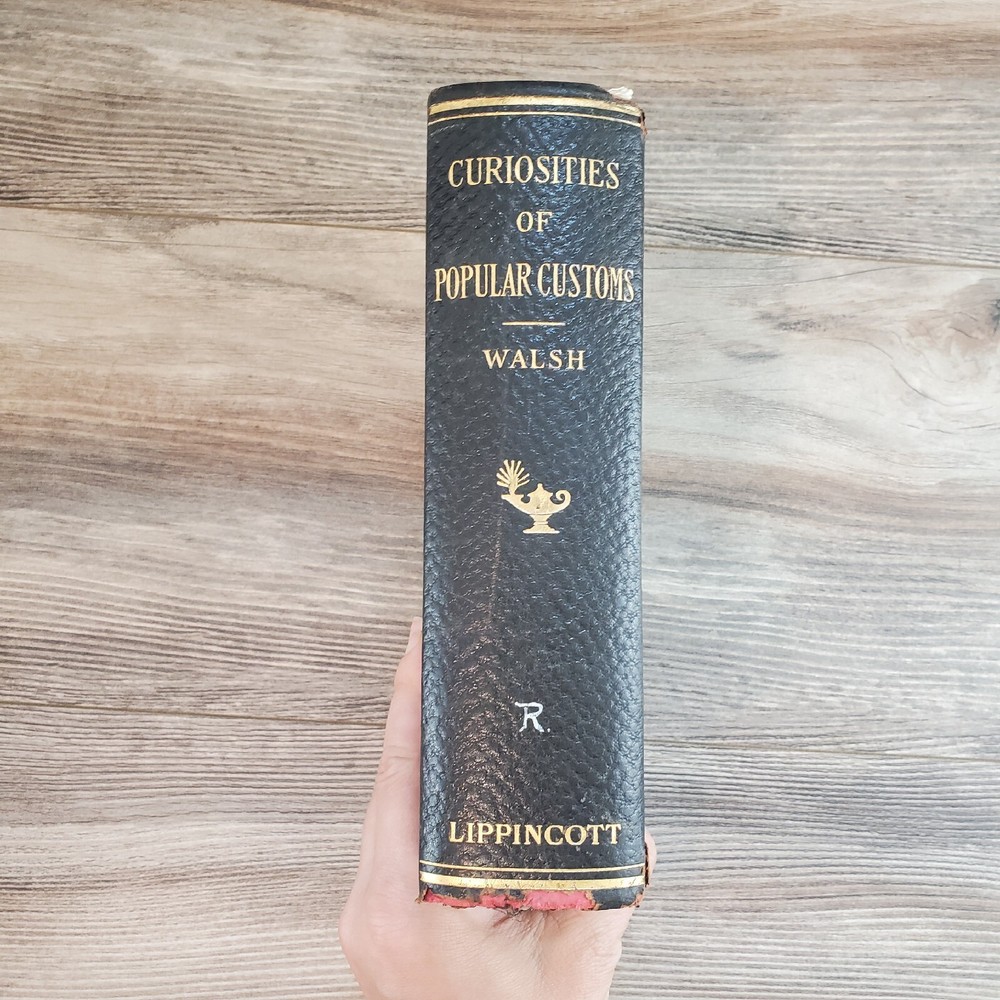 CURIOSITIES
OF
POPULAR CUSTOMS
WALSH
R.
LIPPINCOTT